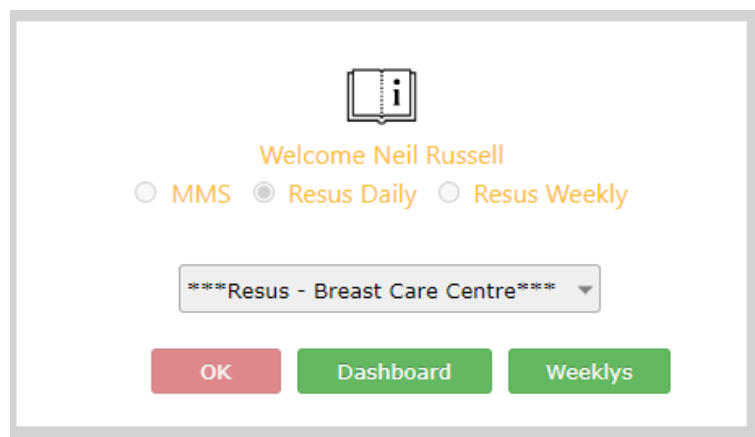 i
Welcome Neil Russell
MMS Resus Daily Resus Weekly
***Resus - Breast Care Centre***
OK Dashboard Weeklys